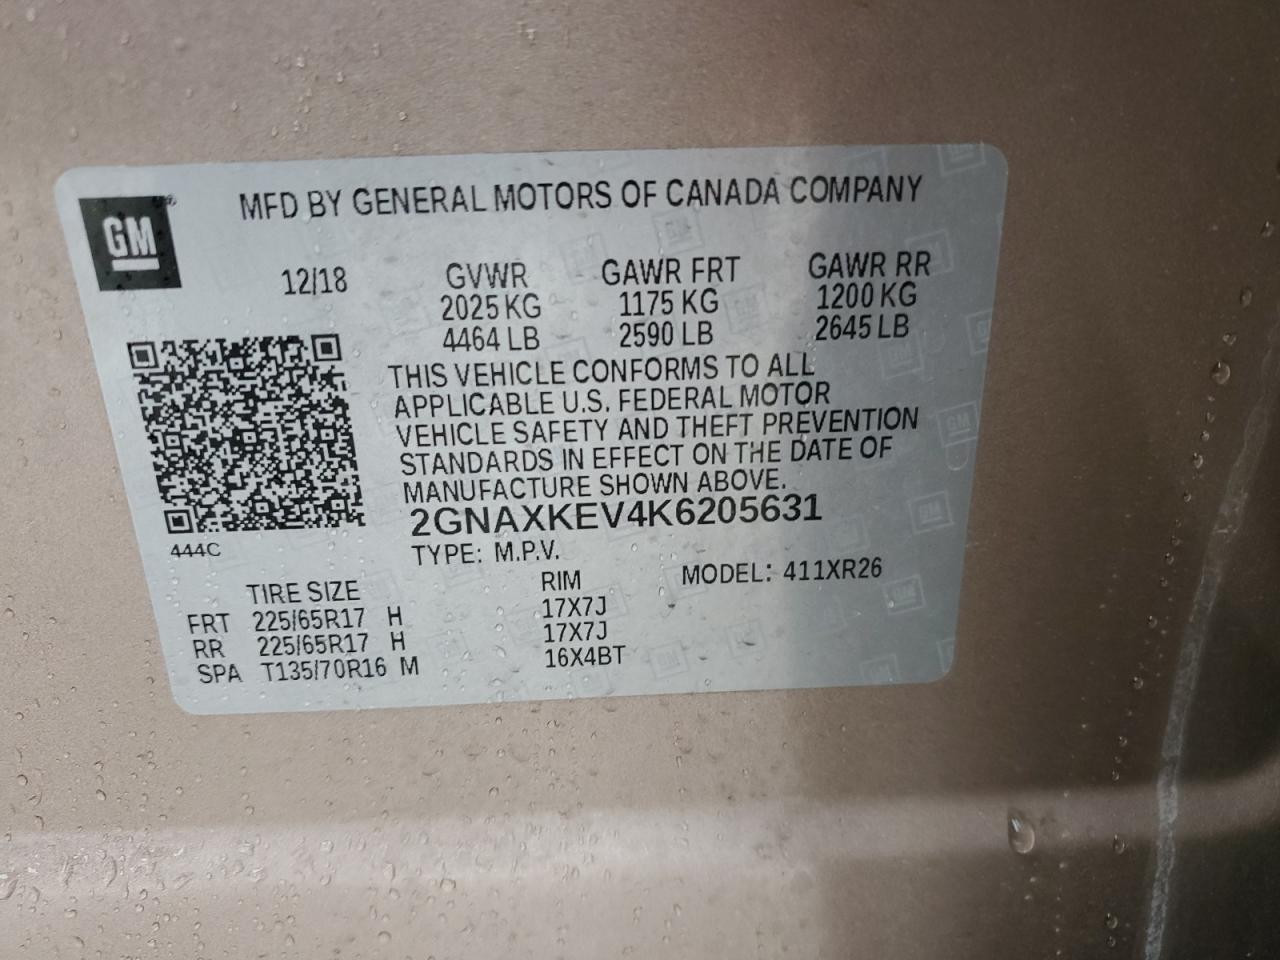 GM
MFD BY GENERAL MOTORS OF CANADA COMPANY
12/18 GVWR GAWR FRT GAWR RR
2025 KG 1175 KG 1200 KG
4464 LB 2590 LB 2645 LB
THIS VEHICLE CONFORMS TO ALL
APPLICABLE U.S. FEDERAL MOTOR
VEHICLE SAFETY AND THEFT PREVENTION
STANDARDS IN EFFECT ON THE DATE OF
MANUFACTURE SHOWN ABOVE.
2GNAXKEV4K6205631
444C
TYPE: M.P.V.
MODEL: 411XR26
TIRE SIZE RIM
FRT 225/65R17 H 17X7J
RR 225/65R17 H 17X7J
SPA T135/70R16 M 16X4BT